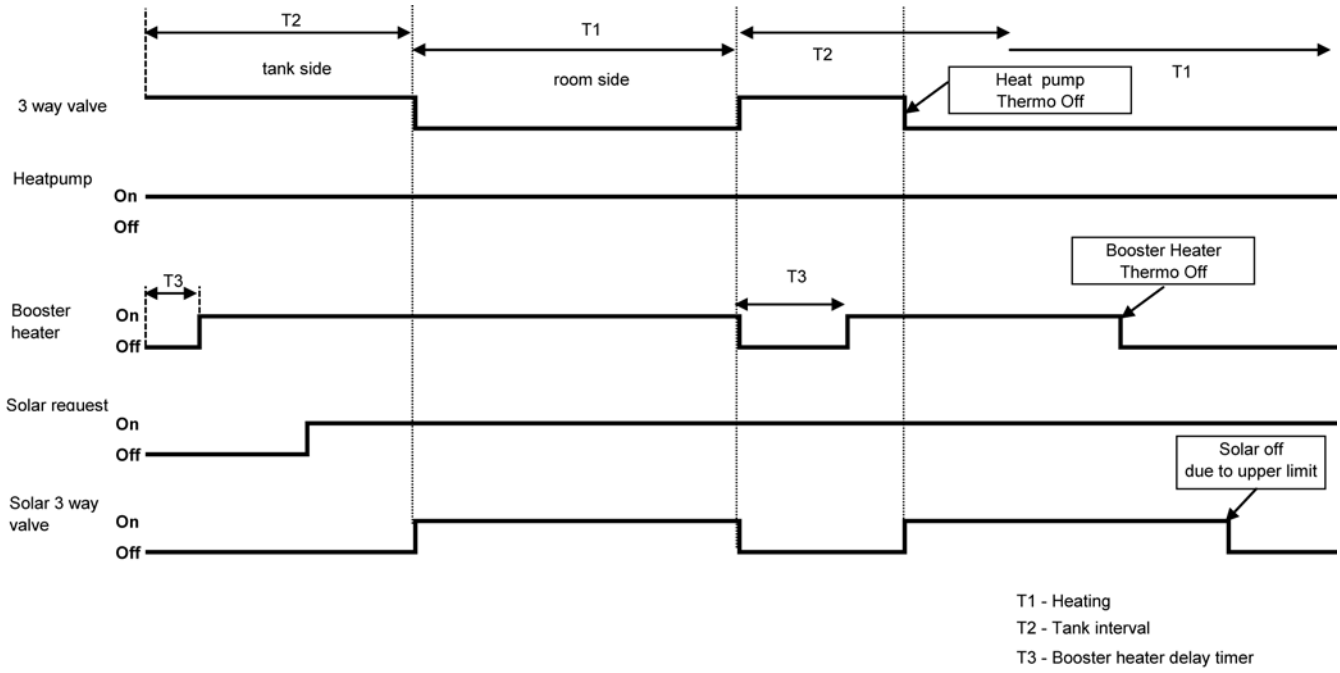 T2
T1
T2
T1
tank side
room side
Heat pump
Thermo Off
3 way valve
Heatpump
On
Off
Booster Heater
Thermo Off
T3
T3
Booster
heater
On
Off
Solar request
On
Off
Solar off
due to upper limit
Solar 3 way
valve
On
Off
T1 - Heating
T2 - Tank interval
T3 - Booster heater delay timer